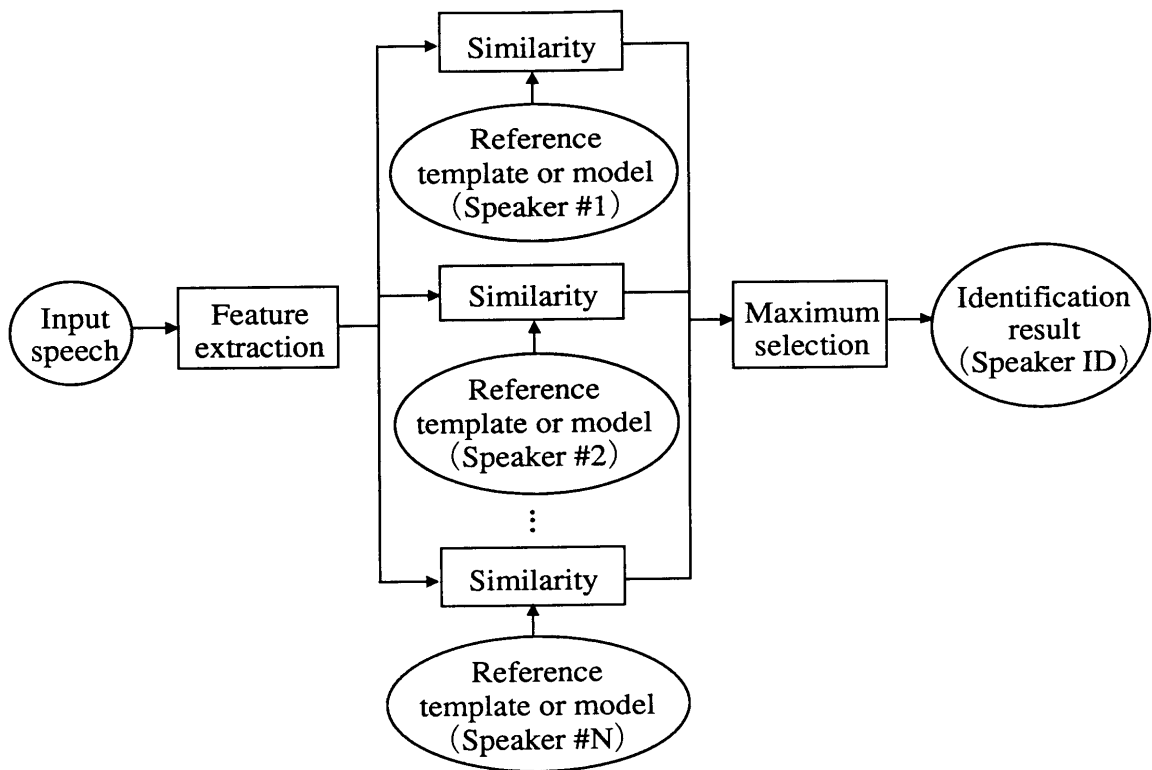 Similarity
Reference
template or model
(Speaker #1)
Input
speech
Feature
extraction
Similarity
Reference
template or model
(Speaker #2)
Maximum
selection
Identification
result
(Speaker ID)
⋮
Similarity
Reference
template or model
(Speaker #N)